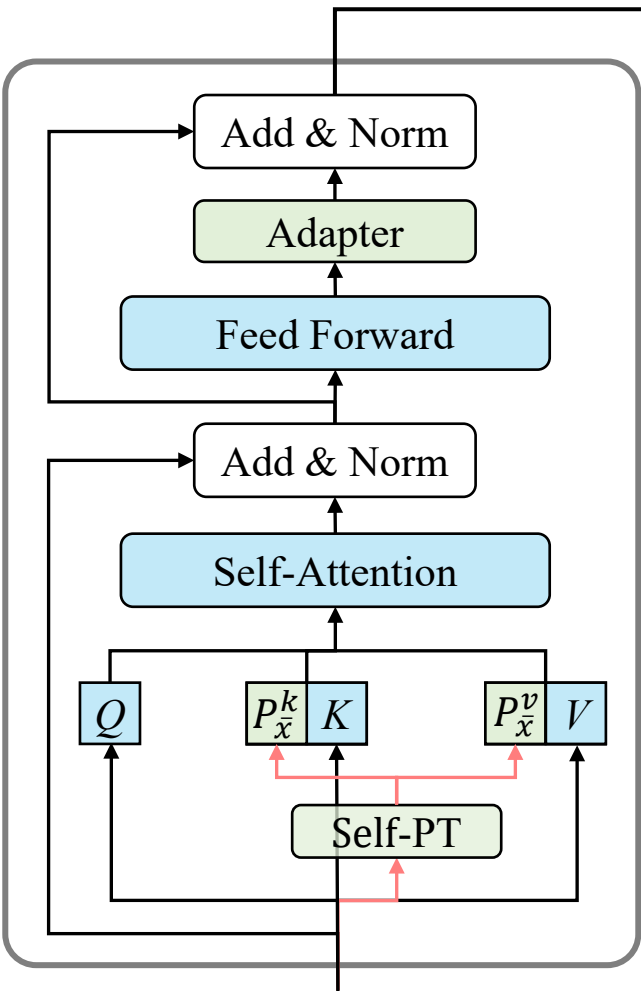 Add & Norm
Adapter
Feed Forward
Add & Norm
Self-Attention
Q P^k_x̄ K P^v_x̄ V
Self-PT